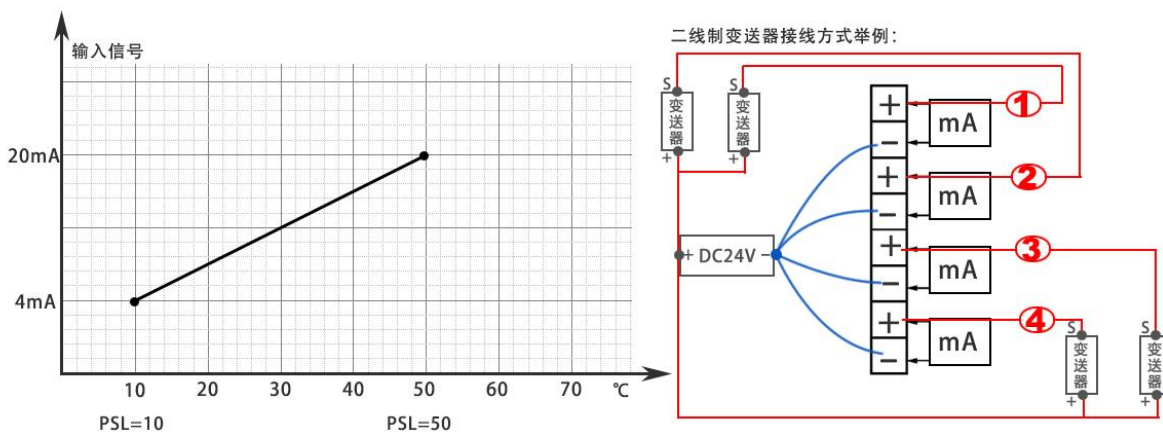 输入信号
20mA
4mA
10 20 30 40 50 60 70 ℃
PSL=10 PSL=50
二线制变送器接线方式举例：
S
变送器
+
S
变送器
+
+ DC24V −
+
−
+
−
+
−
+
−
mA
mA
mA
mA
1
2
3
4
S
变送器
+
S
变送器
+